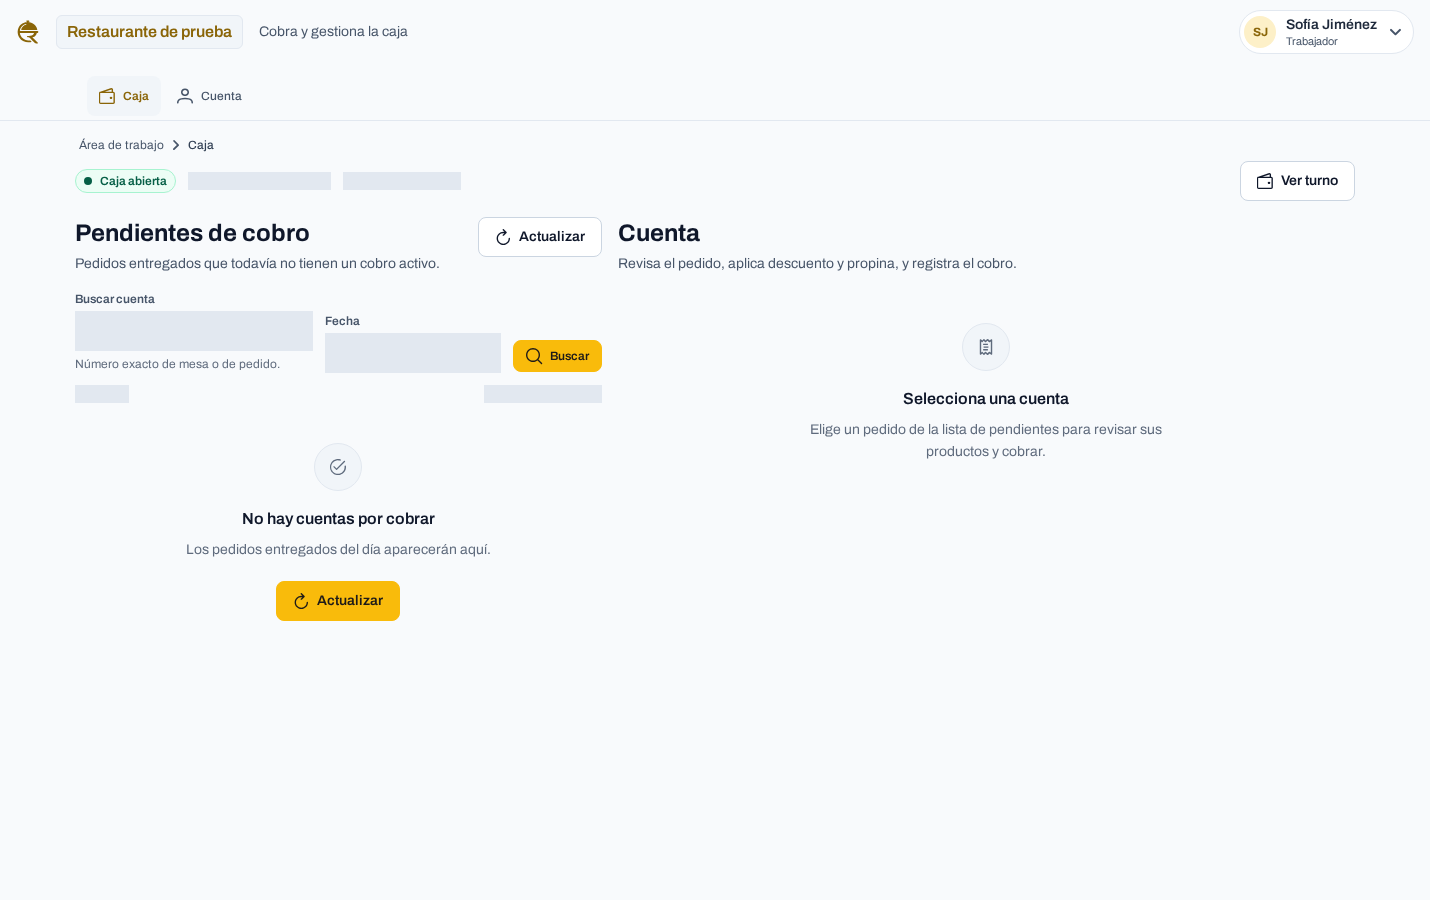 Restaurante de prueba
Cobra y gestiona la caja
SJ
Sofía Jiménez
Trabajador
Caja
Cuenta
Área de trabajo
Caja
Caja abierta
Ver turno
Pendientes de cobro
Actualizar
Pedidos entregados que todavía no tienen un cobro activo.
Buscar cuenta
Número exacto de mesa o de pedido.
Fecha
Buscar
No hay cuentas por cobrar
Los pedidos entregados del día aparecerán aquí.
Actualizar
Cuenta
Revisa el pedido, aplica descuento y propina, y registra el cobro.
Selecciona una cuenta
Elige un pedido de la lista de pendientes para revisar sus
productos y cobrar.